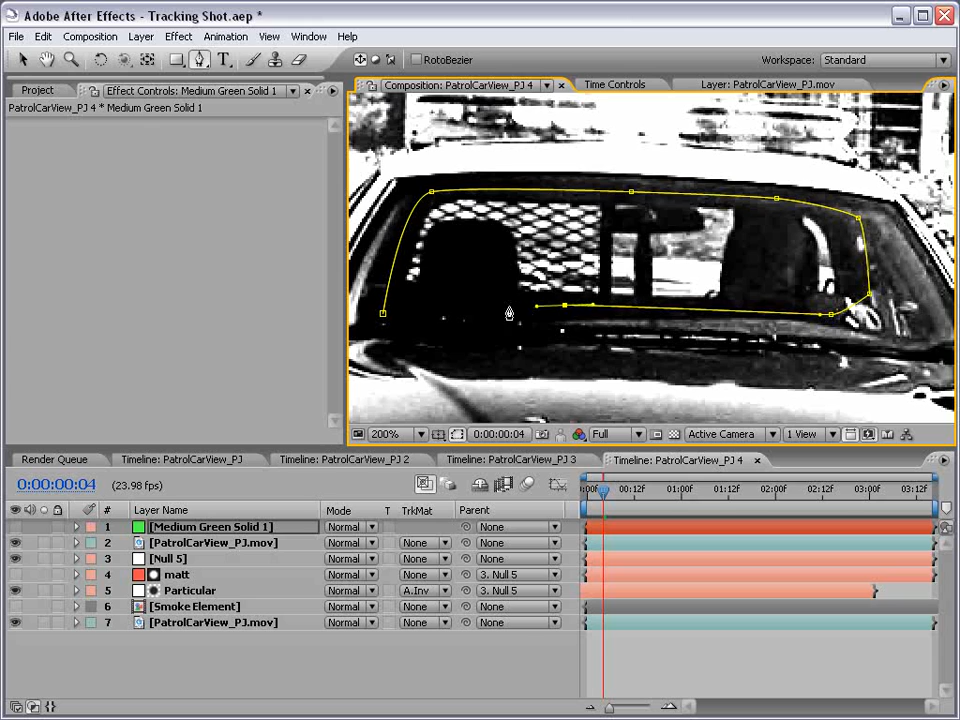 Adobe After Effects - Tracking Shot.aep *
File Edit Composition Layer Effect Animation View Window Help
T RotoBezier Workspace: Standard
Project Effect Controls: Medium Green Solid 1 Composition: PatrolCarView_PJ 4 Time Controls Layer: PatrolCarView_PJ.mov
PatrolCarView_PJ 4 * Medium Green Solid 1
200% 0:00:00:04 Full Active Camera 1 View
Render Queue Timeline: PatrolCarView_PJ Timeline: PatrolCarView_PJ 2 Timeline: PatrolCarView_PJ 3 Timeline: PatrolCarView_PJ 4
0:00:00:04 (23.98 fps)
:00f 00:12f 01:00f 01:12f 02:00f 02:12f 03:00f 03:12f
# Layer Name Mode T TrkMat Parent
1 [Medium Green Solid 1] Normal None
2 [PatrolCarView_PJ.mov] Normal None None
3 [Null 5] Normal None None
4 matt Normal None 3. Null 5
5 Particular Normal A.Inv 3. Null 5
6 [Smoke Element] Normal None None
7 [PatrolCarView_PJ.mov] Normal None None